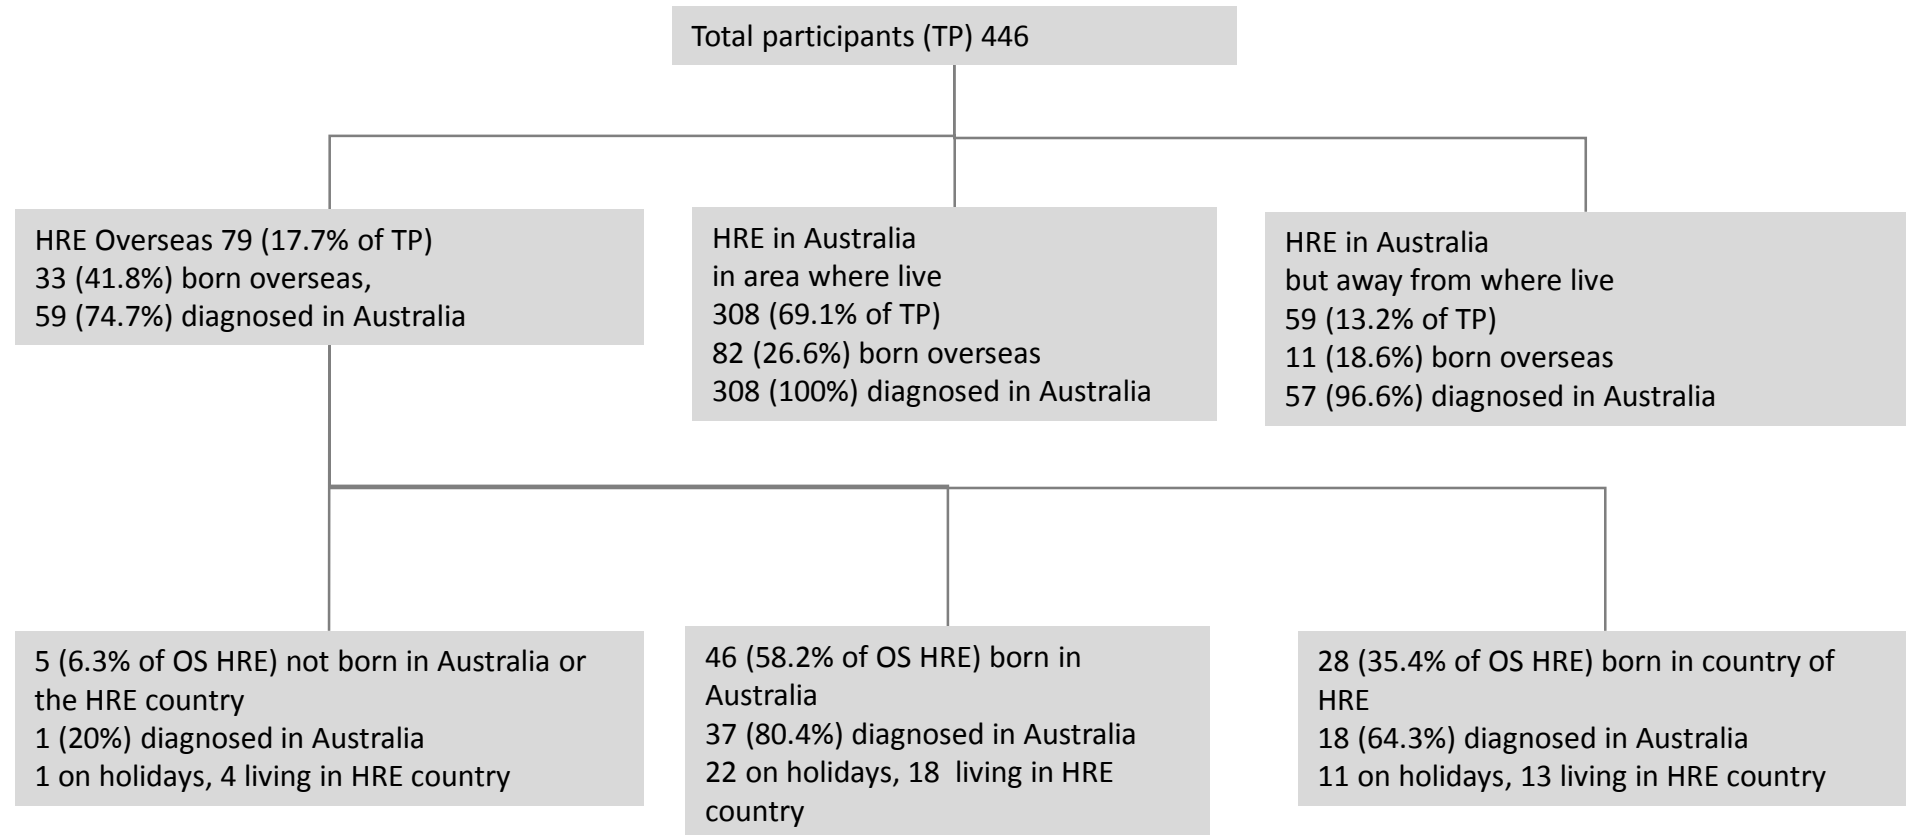 Total participants (TP) 446
HRE Overseas 79 (17.7% of TP)
33 (41.8%) born overseas,
59 (74.7%) diagnosed in Australia
HRE in Australia
in area where live
308 (69.1% of TP)
82 (26.6%) born overseas
308 (100%) diagnosed in Australia
HRE in Australia
but away from where live
59 (13.2% of TP)
11 (18.6%) born overseas
57 (96.6%) diagnosed in Australia
5 (6.3% of OS HRE) not born in Australia or
the HRE country
1 (20%) diagnosed in Australia
1 on holidays, 4 living in HRE country
46 (58.2% of OS HRE) born in
Australia
37 (80.4%) diagnosed in Australia
22 on holidays, 18 living in HRE
country
28 (35.4% of OS HRE) born in country of
HRE
18 (64.3%) diagnosed in Australia
11 on holidays, 13 living in HRE country